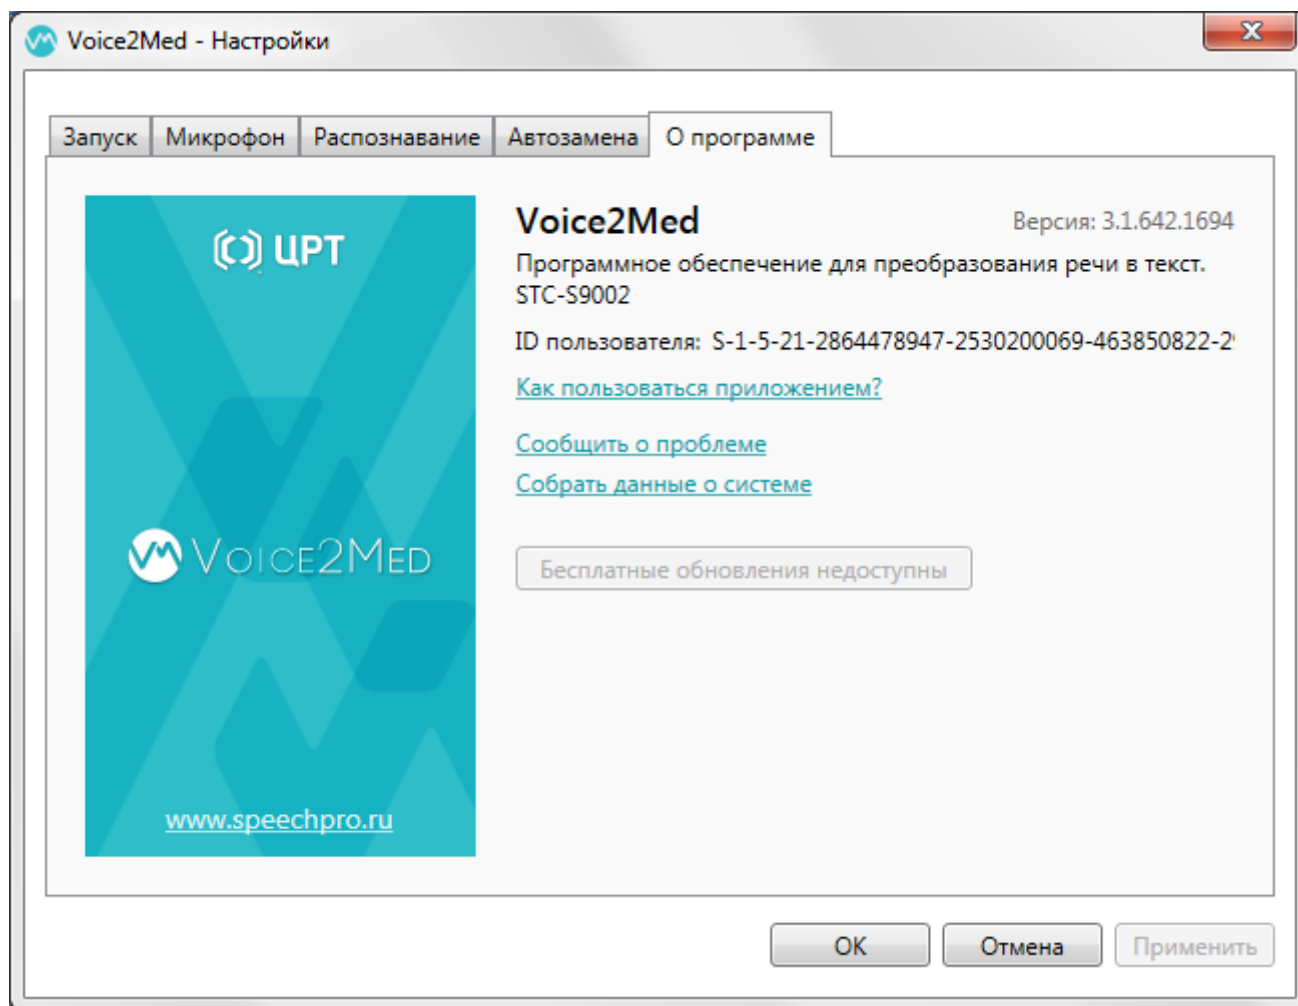 Voice2Med - Настройки
Запуск Микрофон Распознавание Автозамена О программе
ЦРТ
VOICE2MED
www.speechpro.ru
Voice2Med Версия: 3.1.642.1694
Программное обеспечение для преобразования речи в текст.
STC-S9002
ID пользователя: S-1-5-21-2864478947-2530200069-463850822-2
Как пользоваться приложением?
Сообщить о проблеме
Собрать данные о системе
Бесплатные обновления недоступны
ОК Отмена Применить